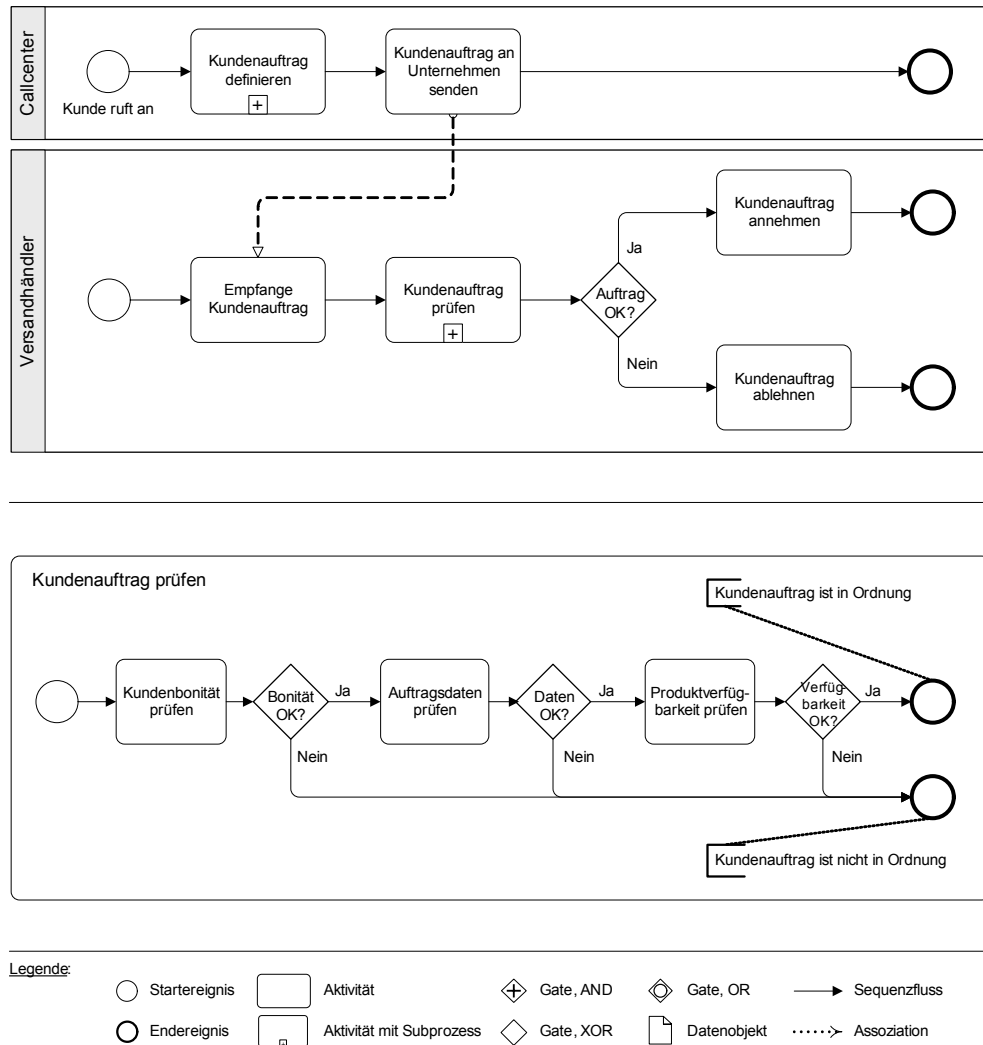 Callcenter
Kunde ruft an
Kundenauftrag
definieren
Kundenauftrag an
Unternehmen
senden
Versandhändler
Empfange
Kundenauftrag
Kundenauftrag
prüfen
Auftrag
OK?
Ja
Nein
Kundenauftrag
annehmen
Kundenauftrag
ablehnen
Kundenauftrag prüfen
Kundenauftrag ist in Ordnung
Kundenbonität
prüfen
Bonität
OK?
Ja
Nein
Auftragsdaten
prüfen
Daten
OK?
Ja
Nein
Produktverfüg-
barkeit prüfen
Verfüg-
barkeit
OK?
Ja
Nein
Kundenauftrag ist nicht in Ordnung
Legende:
Startereignis
Aktivität
Gate, AND
Gate, OR
Sequenzfluss
Endereignis
Aktivität mit Subprozess
Gate, XOR
Datenobjekt
Assoziation